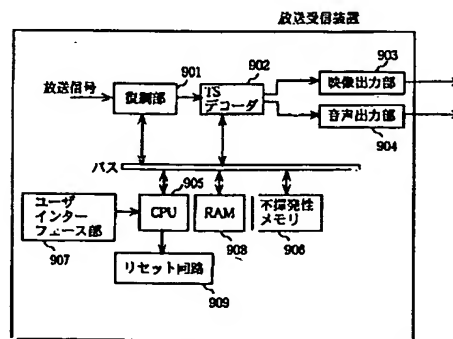 放送受信装置
放送信号
901
復調部
902
TS
デコーダ
903
映像出力部
音声出力部
904
バス
905
CPU
RAM
908
不揮発性
メモリ
906
ユーザ
インター
フェース部
907
リセット回路
909